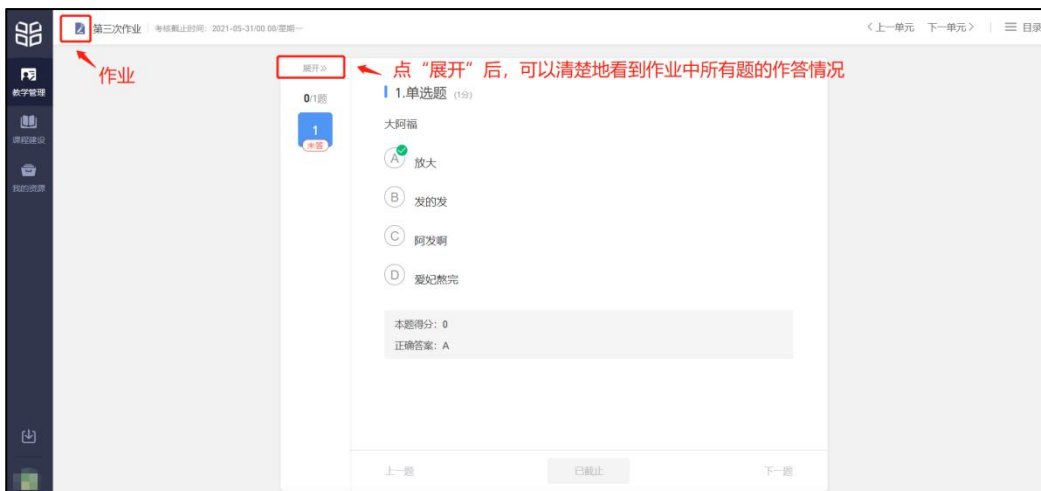 第三次作业 考核截止时间：2021-05-31/00:00/星期一
〈上一单元 下一单元〉 目录
作业
展开»
点“展开”后，可以清楚地看到作业中所有题的作答情况
教学管理
课程建设
我的资源
0/1题
1
未答
1.单选题 (1分)
大阿福
A 放大
B 发的发
C 阿发啊
D 爱妃熬完
本题得分：0
正确答案：A
上一题 已截止 下一题